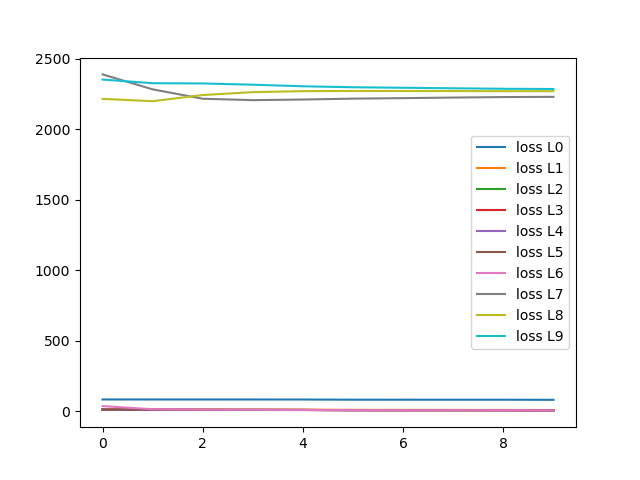 2500
2000
1500
1000
500
0
0 2 4 6 8
loss L0
loss L1
loss L2
loss L3
loss L4
loss L5
loss L6
loss L7
loss L8
loss L9